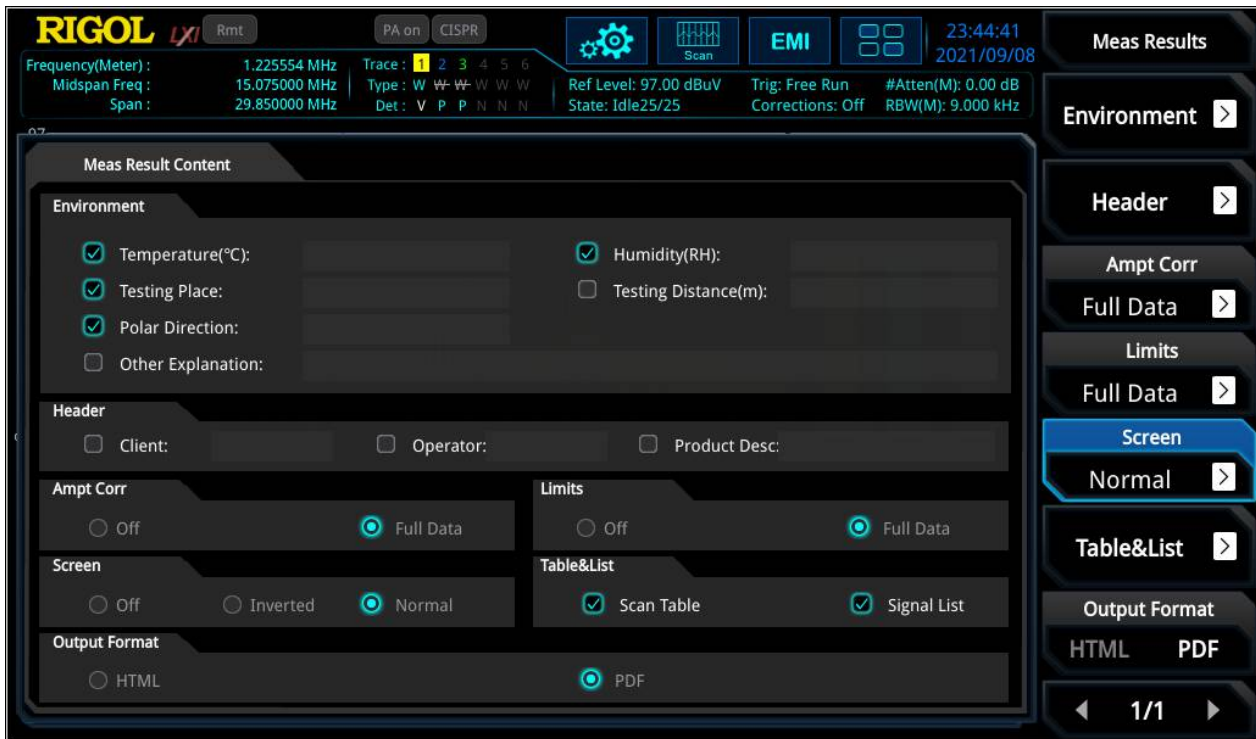 RIGOL LXI Rmt PA on CISPR Scan EMI 23:44:41
2021/09/08
Frequency(Meter) : 1.225554 MHz Trace : 1 2 3 4 5 6
Midspan Freq : 15.075000 MHz Type : W W W W W W Ref Level: 97.00 dBuV Trig: Free Run #Atten(M): 0.00 dB
Span : 29.850000 MHz Det : V P P N N N State: Idle25/25 Corrections: Off RBW(M): 9.000 kHz
Meas Result Content
Environment
Temperature(°C): Humidity(RH):
Testing Place: Testing Distance(m):
Polar Direction:
Other Explanation:
Header
Client: Operator: Product Desc:
Ampt Corr Limits
Off Full Data Off Full Data
Screen Table&List
Off Inverted Normal Scan Table Signal List
Output Format
HTML PDF
Meas Results
Environment >
Header >
Ampt Corr
Full Data >
Limits
Full Data >
Screen
Normal >
Table&List >
Output Format
HTML PDF
1/1